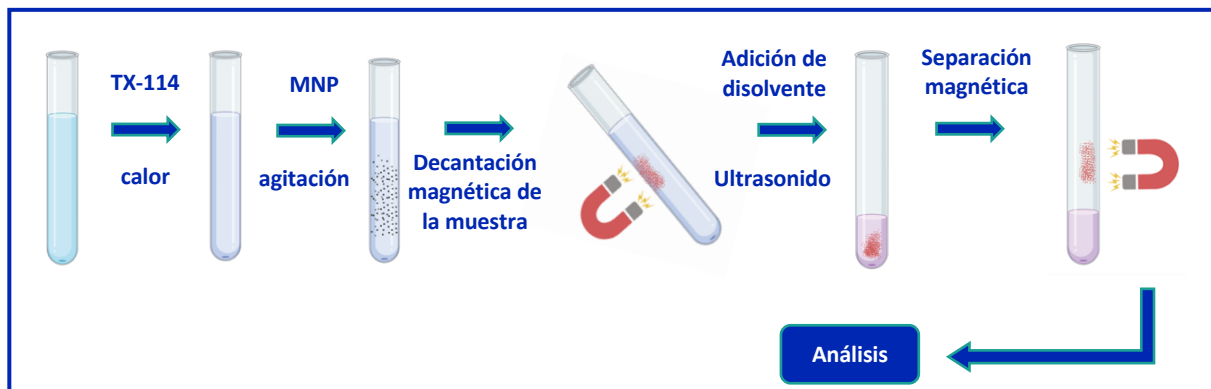 TX-114
calor
MNP
agitación
Decantación
magnética de
la muestra
Adición de
disolvente
Ultrasonido
Separación
magnética
Análisis